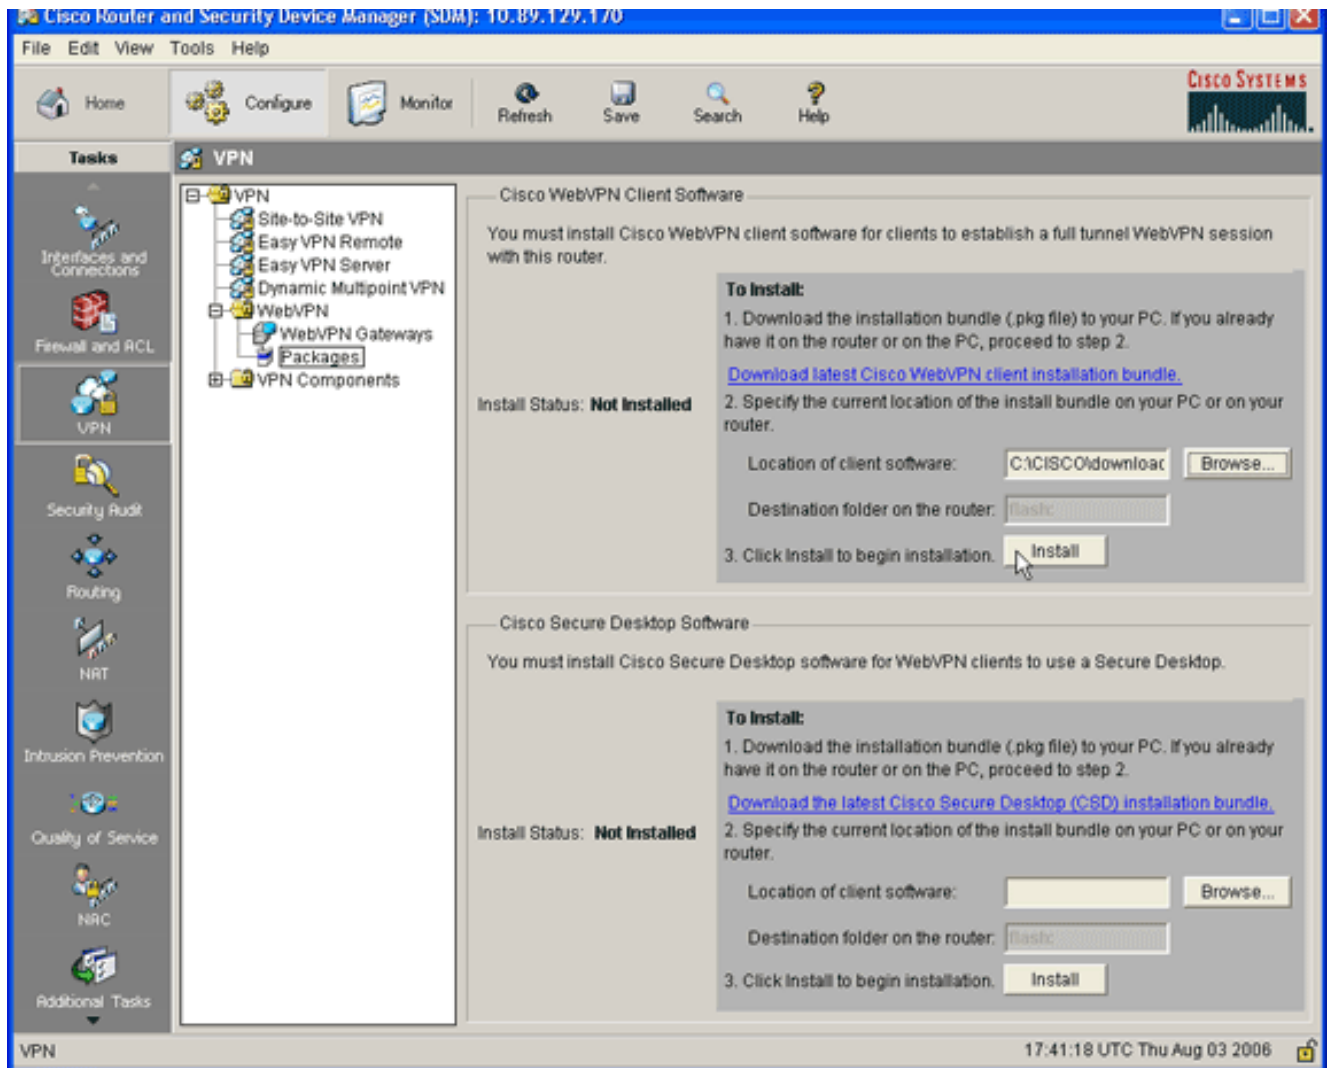 Cisco Router and Security Device Manager (SDM): 10.89.129.170
File Edit View Tools Help
Home
Configure
Monitor
Refresh
Save
Search
Help
CISCO SYSTEMS
Tasks
VPN
Interfaces and
Connections
Firewall and ACL
VPN
Security Audit
Routing
NAT
Intrusion Prevention
Quality of Service
NAC
Additional Tasks
VPN
Site-to-Site VPN
Easy VPN Remote
Easy VPN Server
Dynamic Multipoint VPN
WebVPN
WebVPN Gateways
Packages
VPN Components
Cisco WebVPN Client Software
You must install Cisco WebVPN client software for clients to establish a full tunnel WebVPN session
with this router.
Install Status: Not Installed
To Install:
1. Download the installation bundle (.pkg file) to your PC. If you already
have it on the router or on the PC, proceed to step 2.
Download latest Cisco WebVPN client installation bundle.
2. Specify the current location of the install bundle on your PC or on your
router.
Location of client software: C:\CISCO\downloac Browse...
Destination folder on the router: flash:
3. Click Install to begin installation. Install
Cisco Secure Desktop Software
You must install Cisco Secure Desktop software for WebVPN clients to use a Secure Desktop.
Install Status: Not Installed
To Install:
1. Download the installation bundle (.pkg file) to your PC. If you already
have it on the router or on the PC, proceed to step 2.
Download the latest Cisco Secure Desktop (CSD) installation bundle.
2. Specify the current location of the install bundle on your PC or on your
router.
Location of client software: Browse...
Destination folder on the router: flash:
3. Click Install to begin installation. Install
VPN
17:41:18 UTC Thu Aug 03 2006